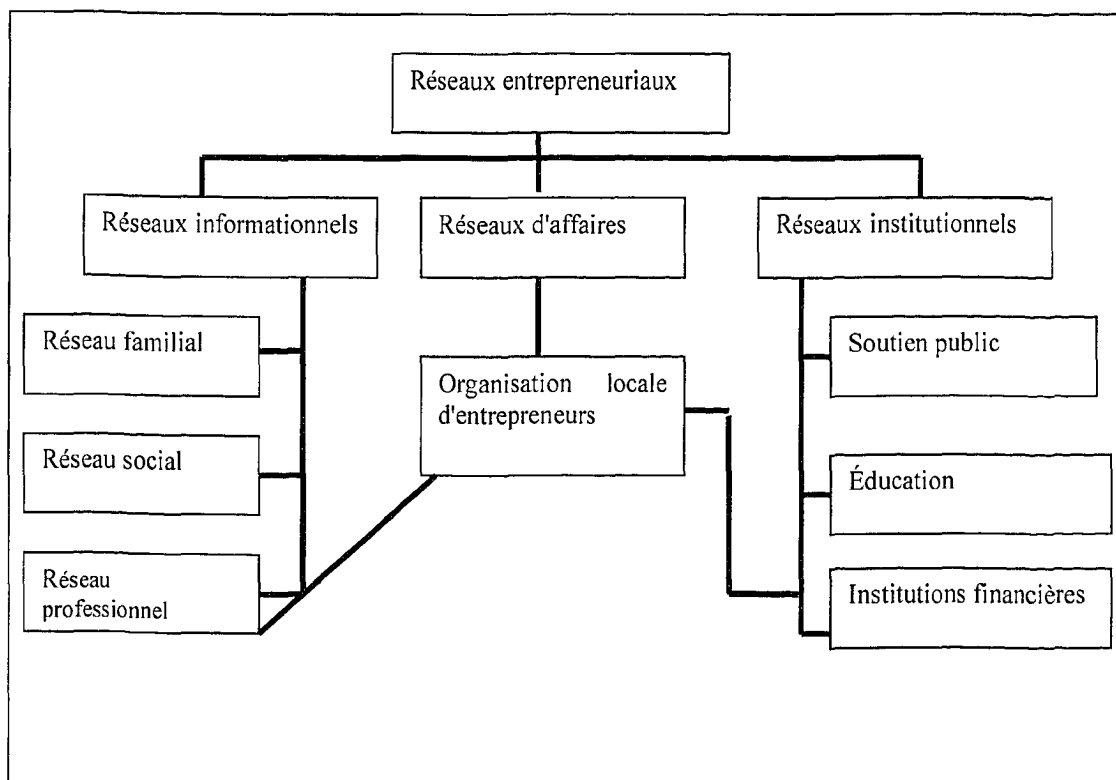 Réseaux entrepreneuriaux
Réseaux informationnels
Réseaux d'affaires
Réseaux institutionnels
Réseau familial
Soutien public
Organisation locale
d'entrepreneurs
Réseau social
Éducation
Réseau
professionnel
Institutions financières